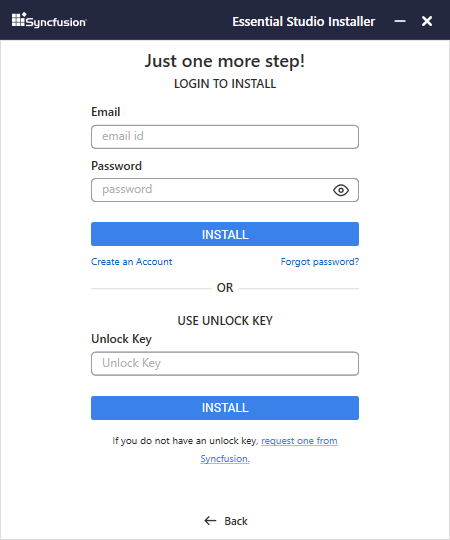 Syncfusion
Essential Studio Installer
Just one more step!
LOGIN TO INSTALL
Email
email id
Password
password
INSTALL
Create an Account
Forgot password?
OR
USE UNLOCK KEY
Unlock Key
Unlock Key
INSTALL
If you do not have an unlock key, request one from
Syncfusion.
Back